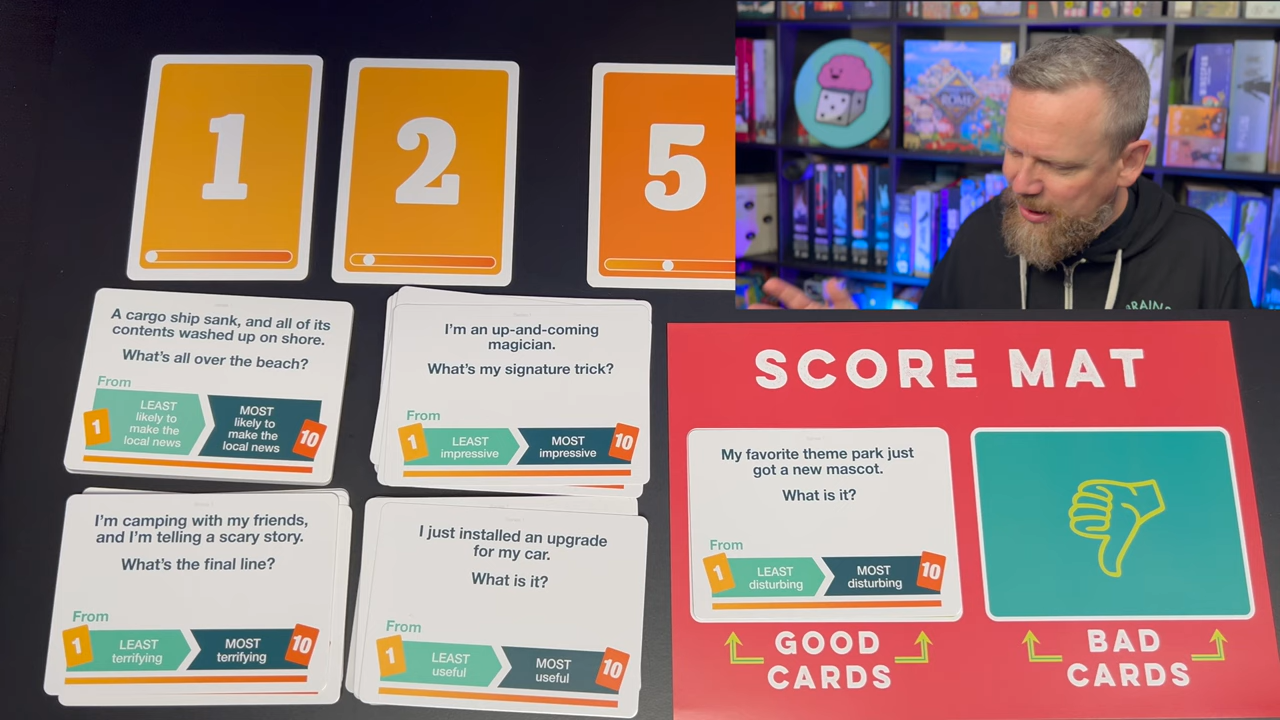 1
2
5
ROME
A cargo ship sank, and all of its
contents washed up on shore.
What's all over the beach?
From
1
LEAST
likely to
make the
local news
MOST
likely to
make the
local news
10
I'm an up-and-coming
magician.
What's my signature trick?
From
1
LEAST
impressive
MOST
impressive
10
I'm camping with my friends,
and I'm telling a scary story.
What's the final line?
From
1
LEAST
terrifying
MOST
terrifying
10
I just installed an upgrade
for my car.
What is it?
From
1
LEAST
useful
MOST
useful
10
SCORE MAT
My favorite theme park just
got a new mascot.
What is it?
From
1
LEAST
disturbing
MOST
disturbing
10
GOOD
CARDS
BAD
CARDS